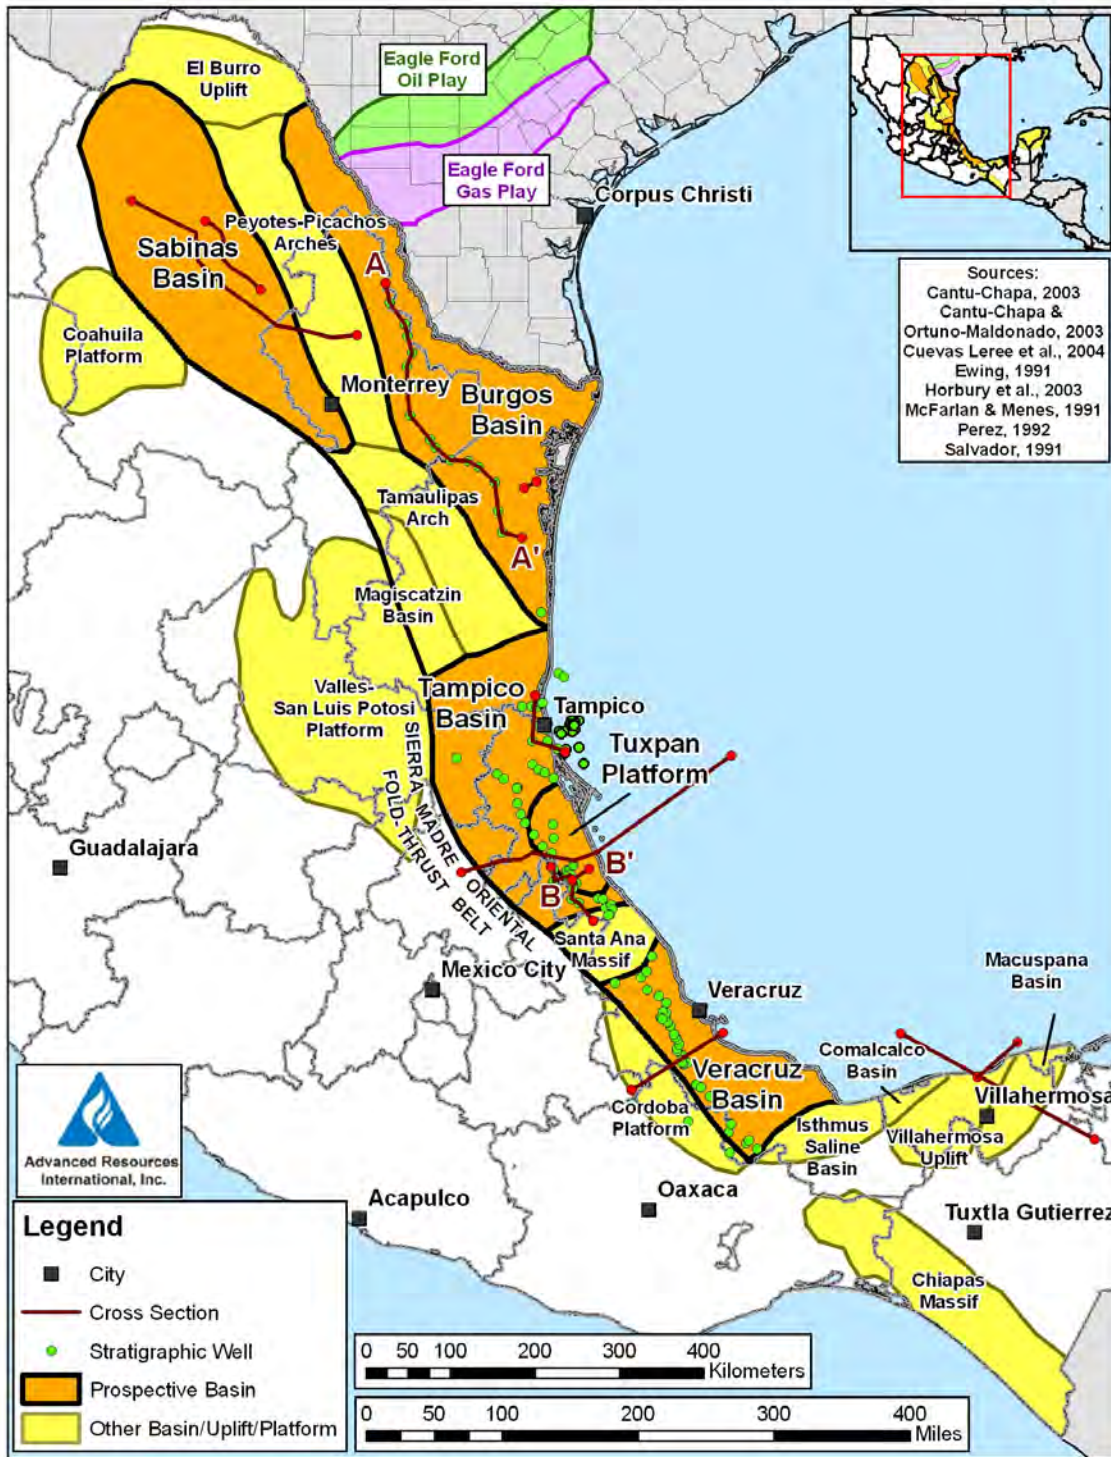 El Burro
Uplift
Eagle Ford
Oil Play
Eagle Ford
Gas Play
Corpus Christi
Peyotes-Picachos
Arches
Sabinas
Basin
A
Coahuila
Platform
Monterrey
Burgos
Basin
Tamaulipas
Arch
A'
Magiscatzin
Basin
Valles-
San Luis Potosi
Platform
Tampico
Basin
Tampico
Tuxpan
Platform
SIERRA MADRE ORIENTAL
FOLD-THRUST BELT
Guadalajara
B
B'
Santa Ana
Massif
Mexico City
Veracruz
Macuspana
Basin
Comalcalco
Basin
Veracruz
Basin
Cordoba
Platform
Villahermosa
Isthmus
Saline
Basin
Villahermosa
Uplift
Oaxaca
Acapulco
Tuxtla Gutierrez
Chiapas
Massif
Sources:
Cantu-Chapa, 2003
Cantu-Chapa &
Ortuno-Maldonado, 2003
Cuevas Leree et al., 2004
Ewing, 1991
Horbury et al., 2003
McFarlan & Menes, 1991
Perez, 1992
Salvador, 1991
Advanced Resources
International, Inc.
Legend
City
Cross Section
Stratigraphic Well
Prospective Basin
Other Basin/Uplift/Platform
0 50 100 200 300 400
Kilometers
0 50 100 200 300 400
Miles